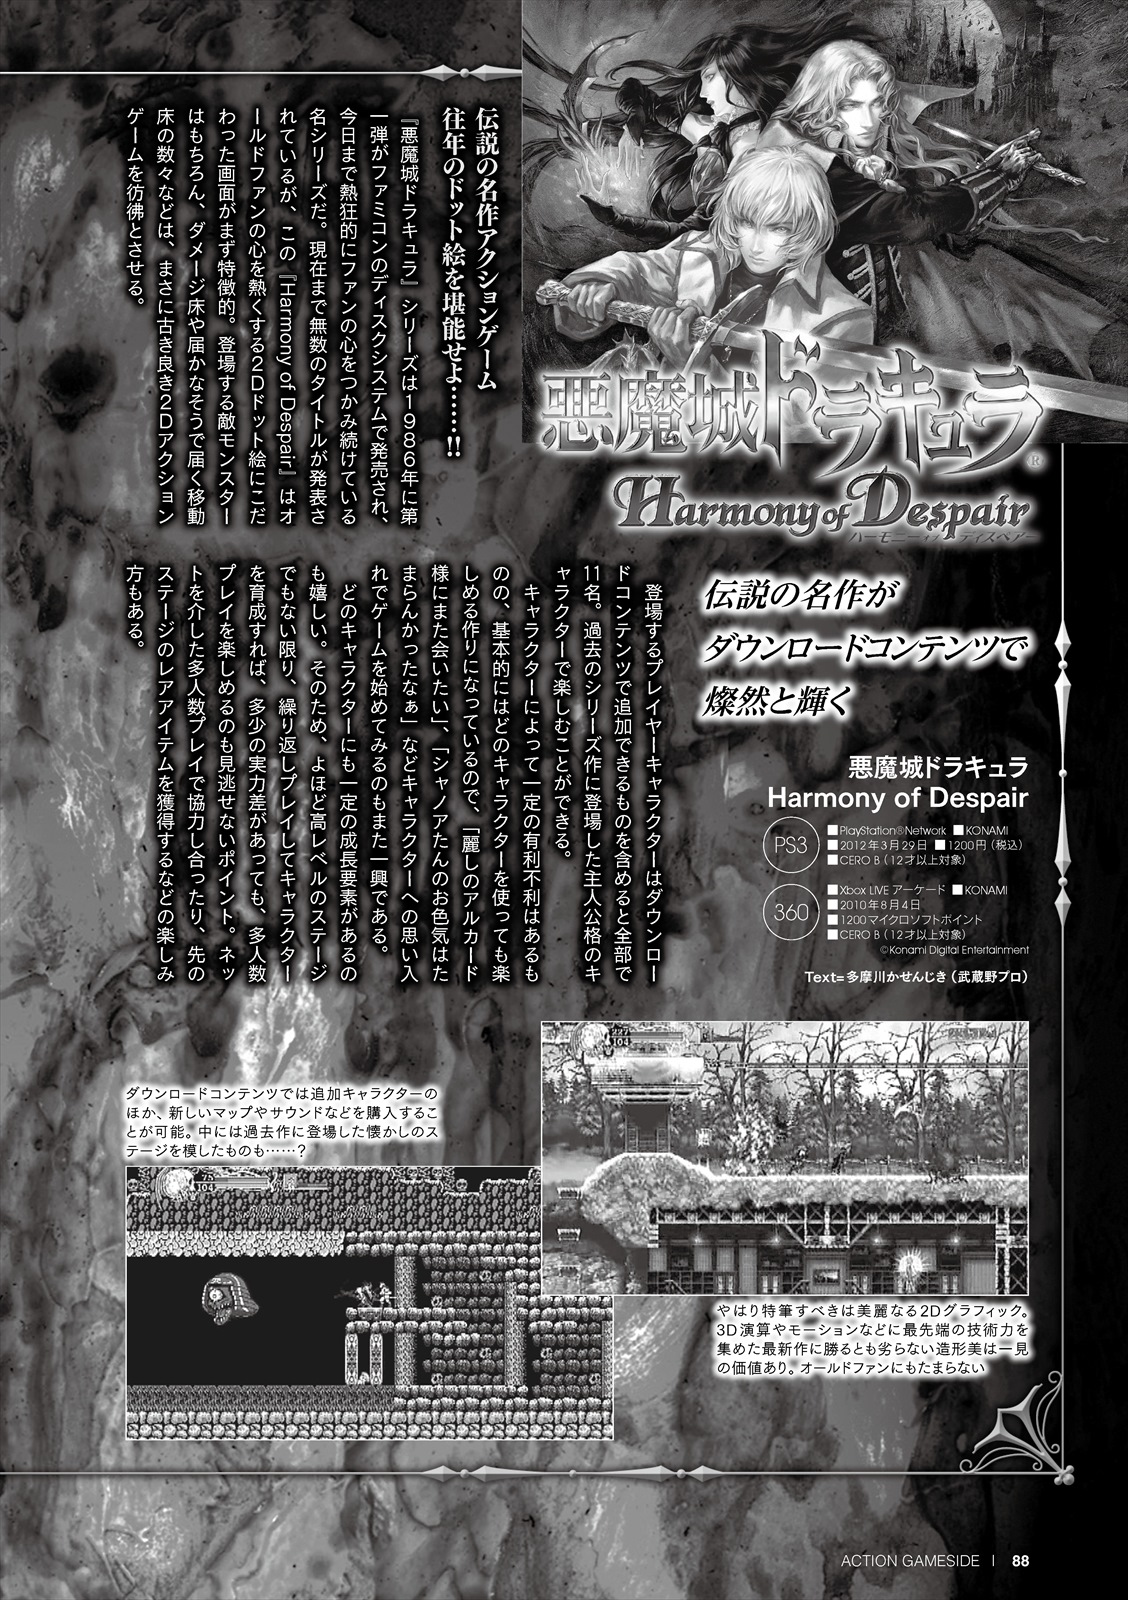 悪魔城ドラキュラ®
Harmony of Despair
ハーモニー オブ ディスペアー
伝説の名作が
ダウンロードコンテンツで
燦然と輝く
悪魔城ドラキュラ
Harmony of Despair
PS3
■PlayStation®Network ■KONAMI
■2012年3月29日 ■1200円（税込）
■CERO B（12才以上対象）
360
■Xbox LIVE アーケード ■KONAMI
■2010年8月4日
■1200マイクロソフトポイント
■CERO B（12才以上対象）
©Konami Digital Entertainment
Text=多摩川かせんじき（武蔵野プロ）
伝説の名作アクションゲーム
往年のドット絵を堪能せよ……!!
『悪魔城ドラキュラ』シリーズは1986年に第
一弾がファミコンのディスクシステムで発売され、
今日まで熱狂的にファンの心をつかみ続けている
名シリーズだ。現在まで無数のタイトルが発表さ
れているが、この『Harmony of Despair』はオ
ールドファンの心を熱くする2Dドット絵にこだ
わった画面がまず特徴的。登場する敵モンスター
はもちろん、ダメージ床や届かなそうで届く移動
床の数々などは、まさに古き良き2Dアクション
ゲームを彷彿とさせる。
登場するプレイヤーキャラクターはダウンロー
ドコンテンツで追加できるものを含めると全部で
11名。過去のシリーズ作に登場した主人公格のキ
ャラクターで楽しむことができる。
キャラクターによって一定の有利不利はあるも
のの、基本的にはどのキャラクターを使っても楽
しめる作りになっているので、「麗しのアルカード
様にまた会いたい」、「シャノアたんのお色気はた
まらんかったなぁ」などキャラクターへの思い入
れでゲームを始めてみるのもまた一興である。
どのキャラクターにも一定の成長要素があるの
も嬉しい。そのため、よほど高レベルのステージ
でもない限り、繰り返しプレイしてキャラクター
を育成すれば、多少の実力差があっても、多人数
プレイを楽しめるのも見逃せないポイント。ネッ
トを介した多人数プレイで協力し合ったり、先の
ステージのレアアイテムを獲得するなどの楽しみ
方もある。
ダウンロードコンテンツでは追加キャラクターの
ほか、新しいマップやサウンドなどを購入するこ
とが可能。中には過去作に登場した懐かしのス
テージを模したものも……？
227
104
75
104
やはり特筆すべきは美麗なる2Dグラフィック。
3D演算やモーションなどに最先端の技術力を
集めた最新作に勝るとも劣らない造形美は一見
の価値あり。オールドファンにもたまらない
ACTION GAMESIDE | 88